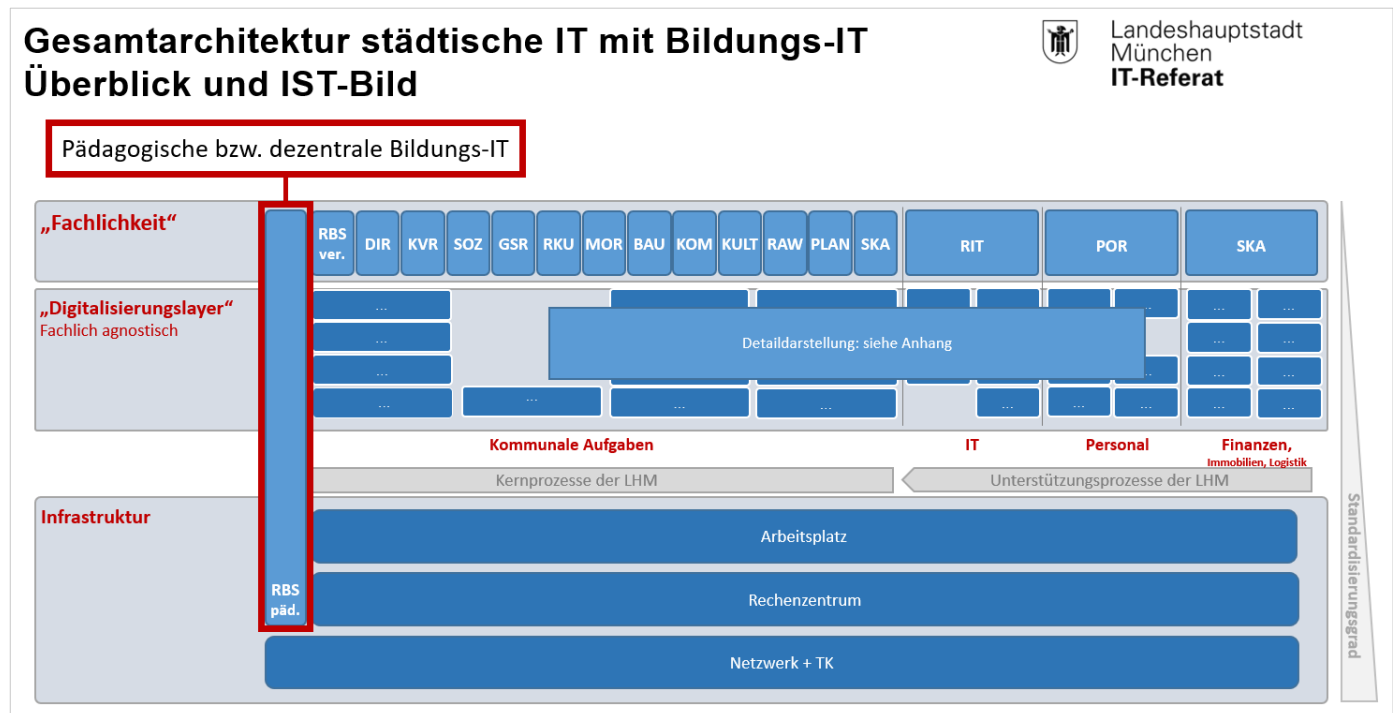 Gesamtarchitektur städtische IT mit Bildungs-IT
Überblick und IST-Bild
Landeshauptstadt
München
IT-Referat
Pädagogische bzw. dezentrale Bildungs-IT
„Fachlichkeit“
RBS
ver.
DIR
KVR
SOZ
GSR
RKU
MOR
BAU
KOM
KULT
RAW
PLAN
SKA
RIT
POR
SKA
„Digitalisierungslayer“
Fachlich agnostisch
... ... ... ... ... ... ...
... ... ...
Detaildarstellung: siehe Anhang
... ... ... ...
... ... ... ... ... ... ... ... ...
Kommunale Aufgaben
IT
Personal
Finanzen,
Immobilien, Logistik
Kernprozesse der LHM
Unterstützungsprozesse der LHM
Infrastruktur
Arbeitsplatz
RBS
päd.
Rechenzentrum
Netzwerk + TK
Standardisierungsgrad